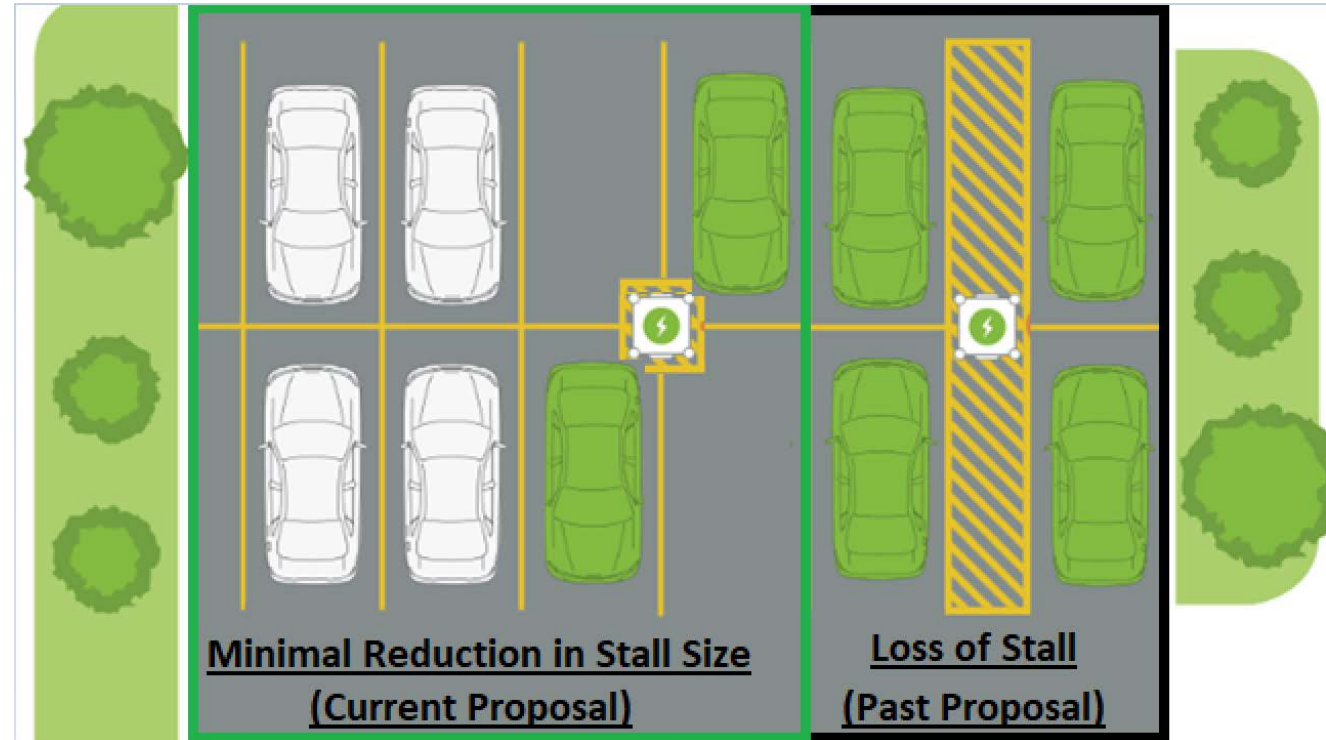 Minimal Reduction in Stall Size
(Current Proposal)
Loss of Stall
(Past Proposal)